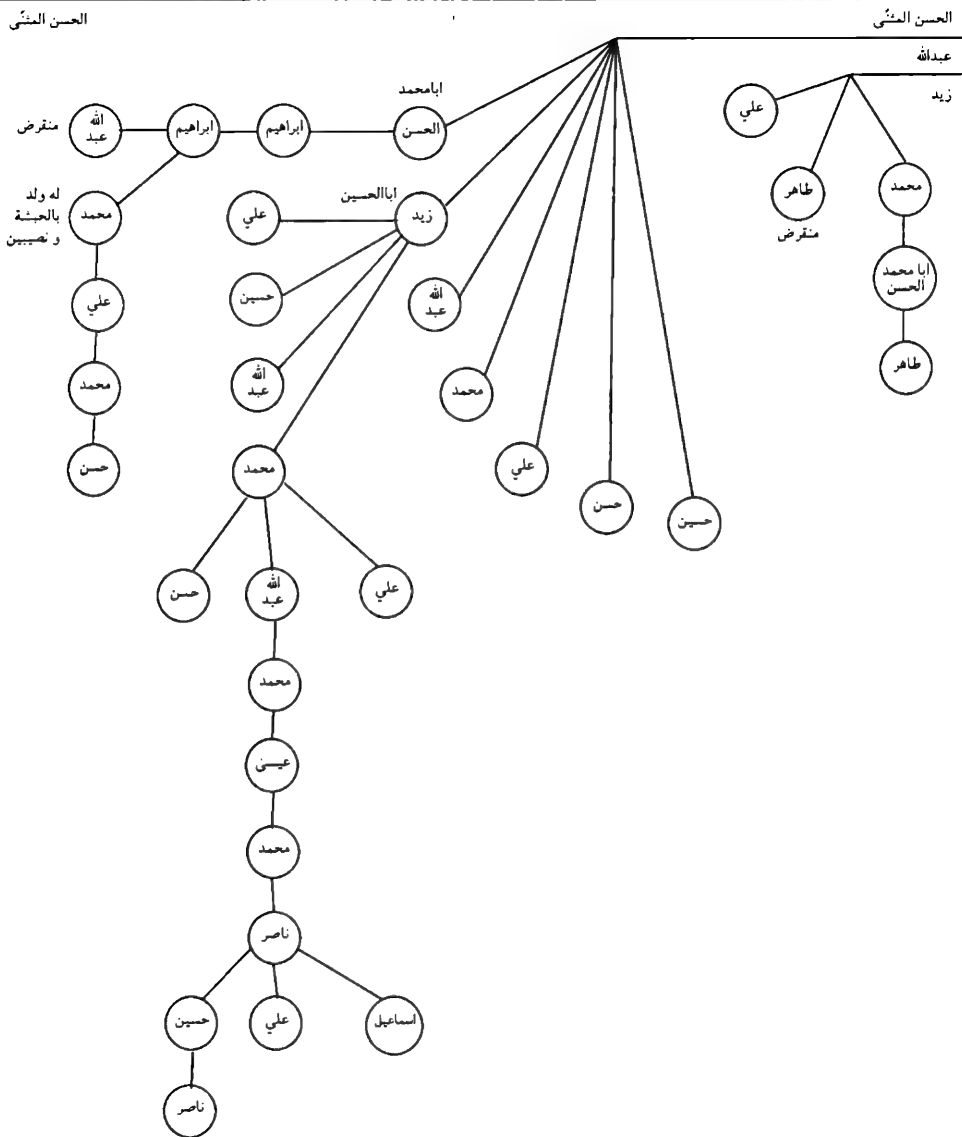 الحسن المثنّى
الحسن المثنّى
عبدالله
زيد
علي
طاهر
منقرض
محمد
ابا محمد
الحسن
طاهر
ابامحمد
الحسن
ابراهيم
ابراهيم
الله
عبد
منقرض
محمد
له ولد
بالحبشة
و نصيبين
علي
محمد
حسن
اباالحسين
زيد
علي
حسين
الله
عبد
محمد
الله
عبد
محمد
علي
حسن
حسين
علي
الله
عبد
حسن
محمد
عيسى
محمد
ناصر
اسماعيل
علي
حسين
ناصر